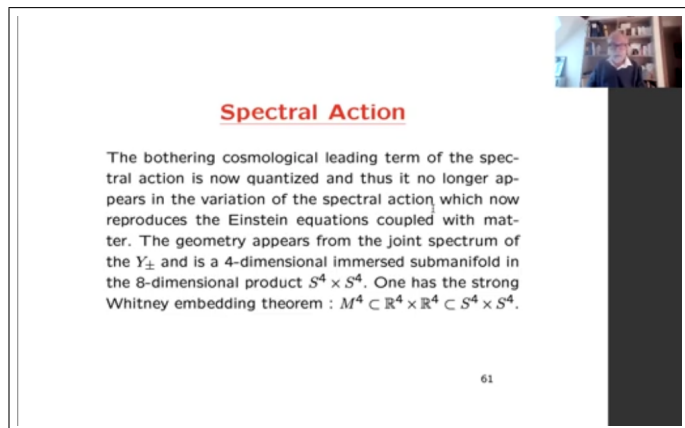 Spectral Action
The bothering cosmological leading term of the spec-
tral action is now quantized and thus it no longer ap-
pears in the variation of the spectral action which now
reproduces the Einstein equations coupled with mat-
ter. The geometry appears from the joint spectrum of
the Y± and is a 4-dimensional immersed submanifold in
the 8-dimensional product S⁴ × S⁴. One has the strong
Whitney embedding theorem : M⁴ ⊂ ℝ⁴ × ℝ⁴ ⊂ S⁴ × S⁴.
61